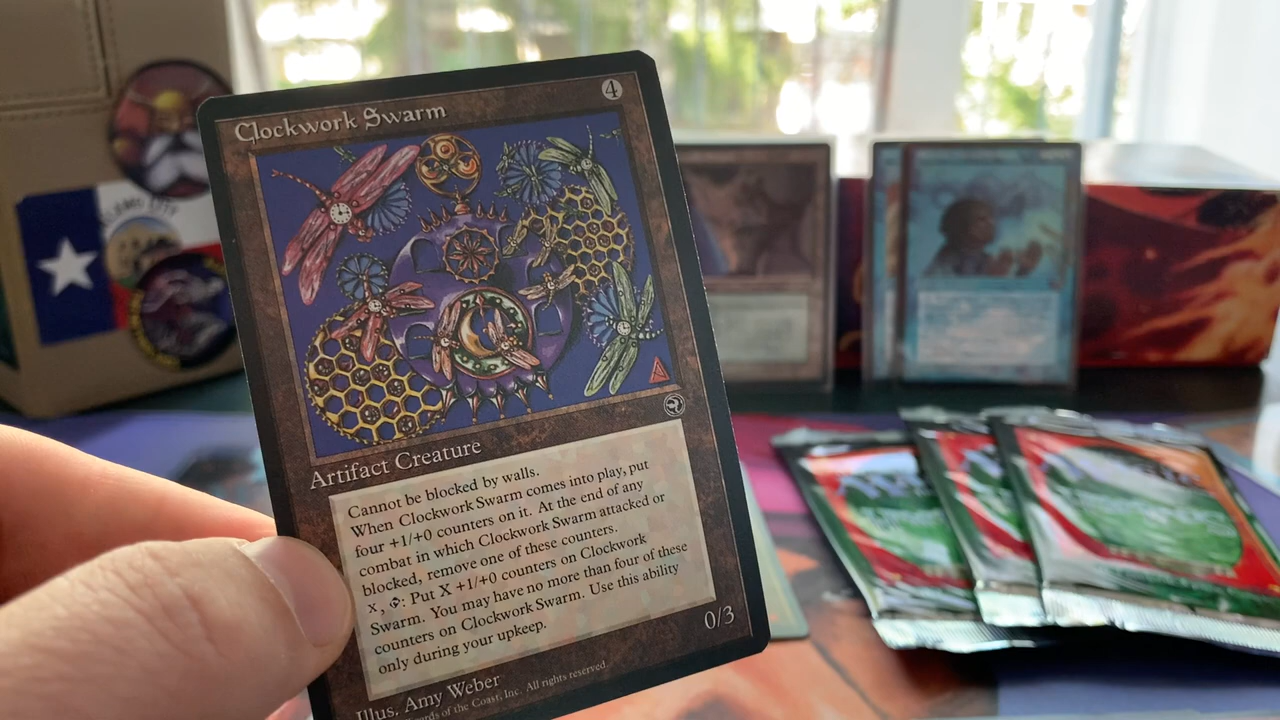 Clockwork Swarm
4
Artifact Creature
Cannot be blocked by walls.
When Clockwork Swarm comes into play, put
four +1/+0 counters on it. At the end of any
combat in which Clockwork Swarm attacked or
blocked, remove one of these counters.
X, : Put X +1/+0 counters on Clockwork
Swarm. You may have no more than four of these
counters on Clockwork Swarm. Use this ability
only during your upkeep.
0/3
Illus. Amy Weber
of the Coast, Inc. All rights reserved.